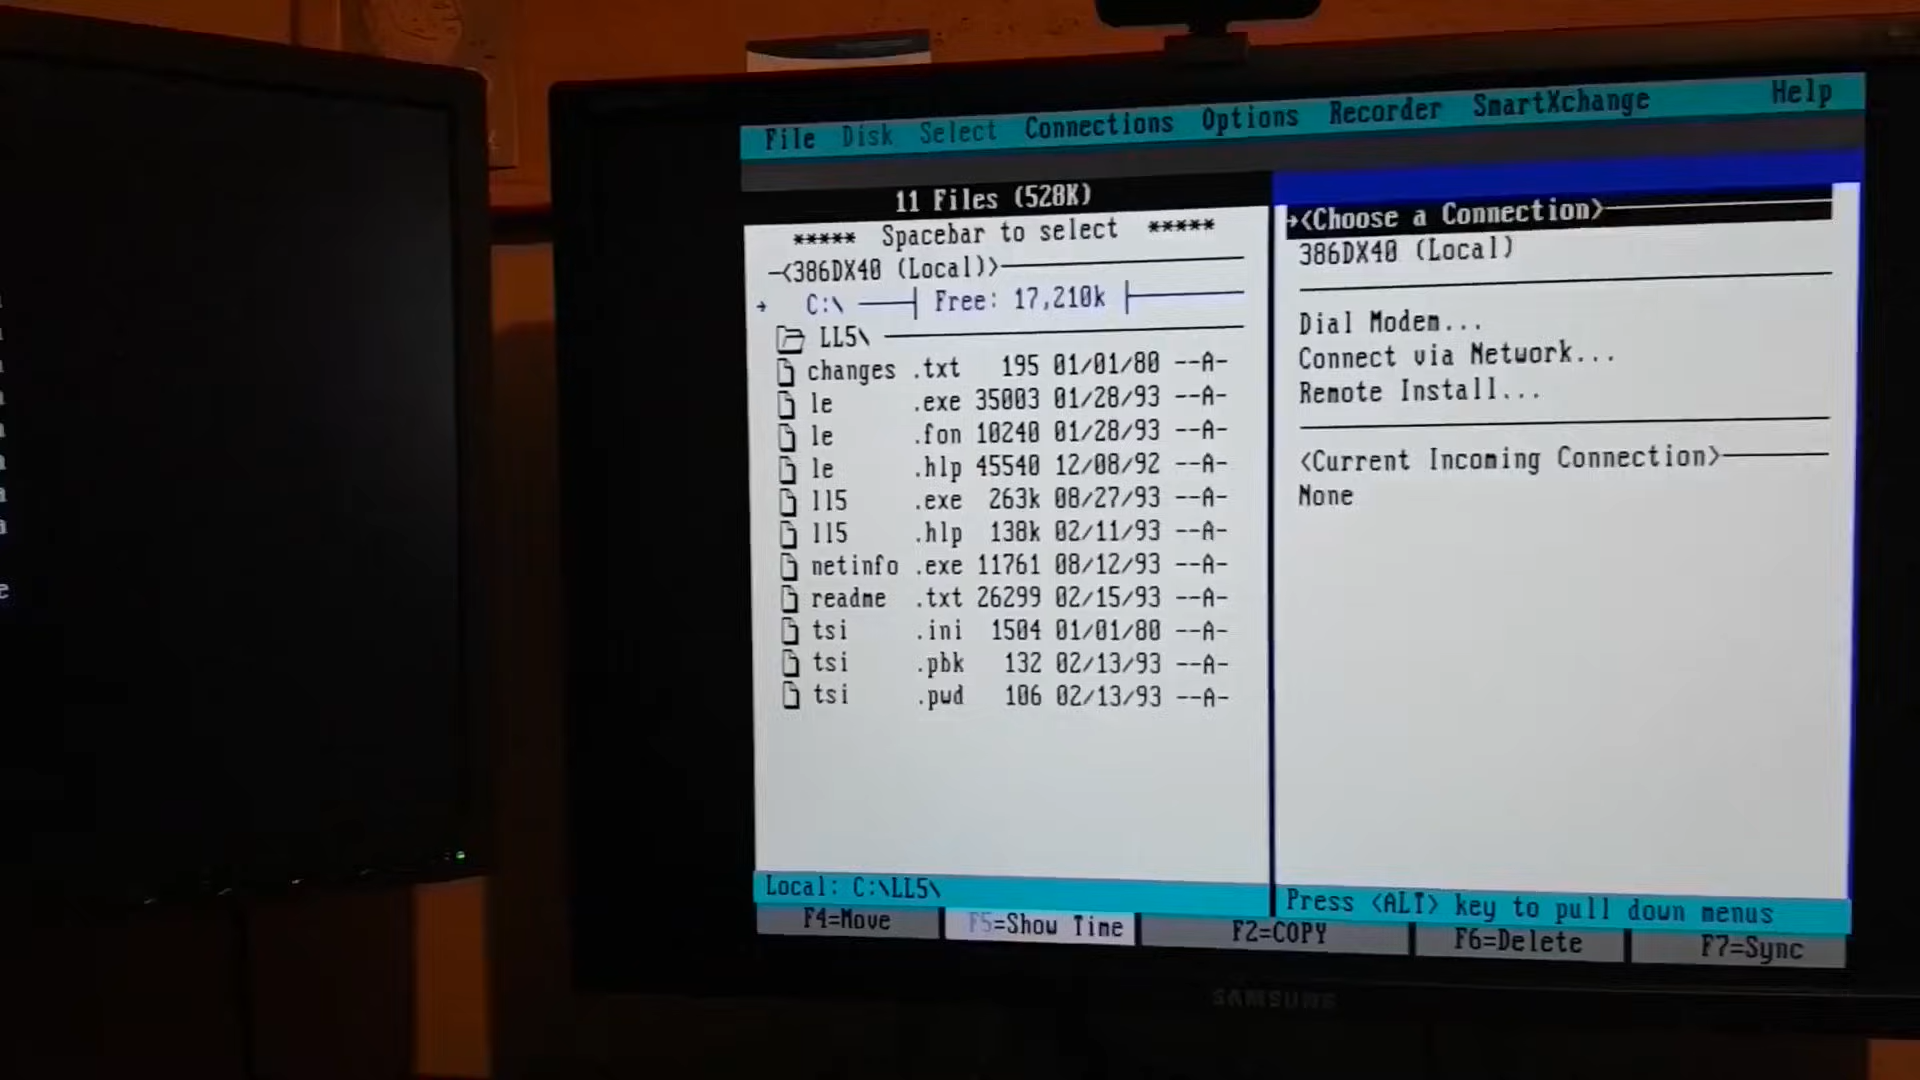 File Disk Select Connections Options Recorder SmartXchange Help
11 Files (528K)
***** Spacebar to select *****
<386DX40 (Local)>
C:\ Free: 17,210k
LL5\
changes .txt 195 01/01/80 --A-
le .exe 35003 01/28/93 --A-
le .fon 10240 01/28/93 --A-
le .hlp 45540 12/08/92 --A-
ll5 .exe 263k 08/27/93 --A-
ll5 .hlp 138k 02/11/93 --A-
netinfo .exe 11761 08/12/93 --A-
readme .txt 26299 02/15/93 --A-
tsi .ini 1504 01/01/80 --A-
tsi .pbk 132 02/13/93 --A-
tsi .pwd 106 02/13/93 --A-
Local: C:\LL5\
<Choose a Connection>
386DX40 (Local)
Dial Modem...
Connect via Network...
Remote Install...
<Current Incoming Connection>
None
Press <ALT> key to pull down menus
F4=Move F5=Show Time F2=COPY F6=Delete F7=Sync
SAMSUNG